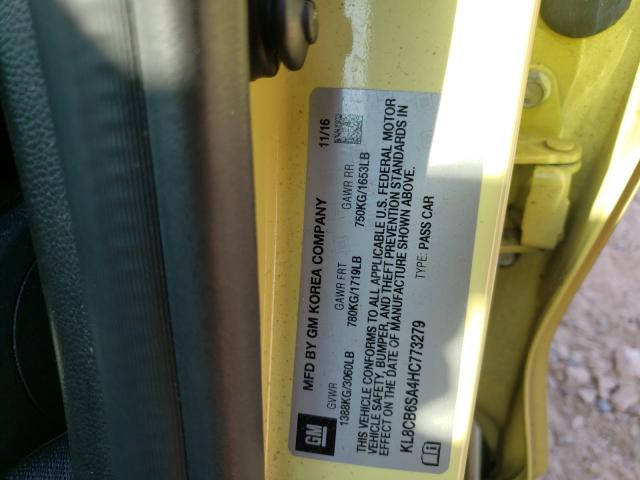 MFD BY GM KOREA COMPANY 11/16
GVWR GAWR FRT GAWR RR
1388KG/3060LB 780KG/1719LB 750KG/1653LB
THIS VEHICLE CONFORMS TO ALL APPLICABLE U.S. FEDERAL MOTOR
VEHICLE SAFETY, BUMPER, AND THEFT PREVENTION STANDARDS IN
EFFECT ON THE DATE OF MANUFACTURE SHOWN ABOVE.
KL8CB6SA4HC773279 TYPE: PASS CAR
GM